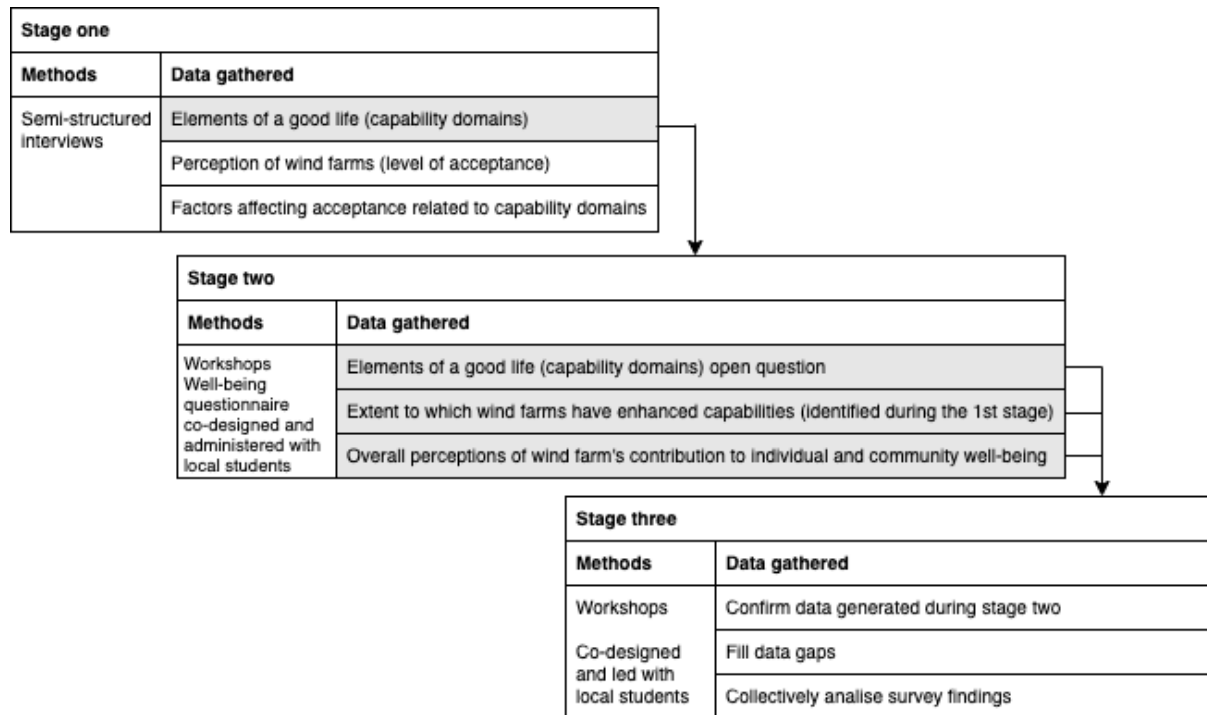 Stage one
Methods
Data gathered
Semi-structured
interviews
Elements of a good life (capability domains)
Perception of wind farms (level of acceptance)
Factors affecting acceptance related to capability domains
Stage two
Methods
Data gathered
Workshops
Well-being
questionnaire
co-designed and
administered with
local students
Elements of a good life (capability domains) open question
Extent to which wind farms have enhanced capabilities (identified during the 1st stage)
Overall perceptions of wind farm's contribution to individual and community well-being
Stage three
Methods
Data gathered
Workshops
Co-designed
and led with
local students
Confirm data generated during stage two
Fill data gaps
Collectively analise survey findings